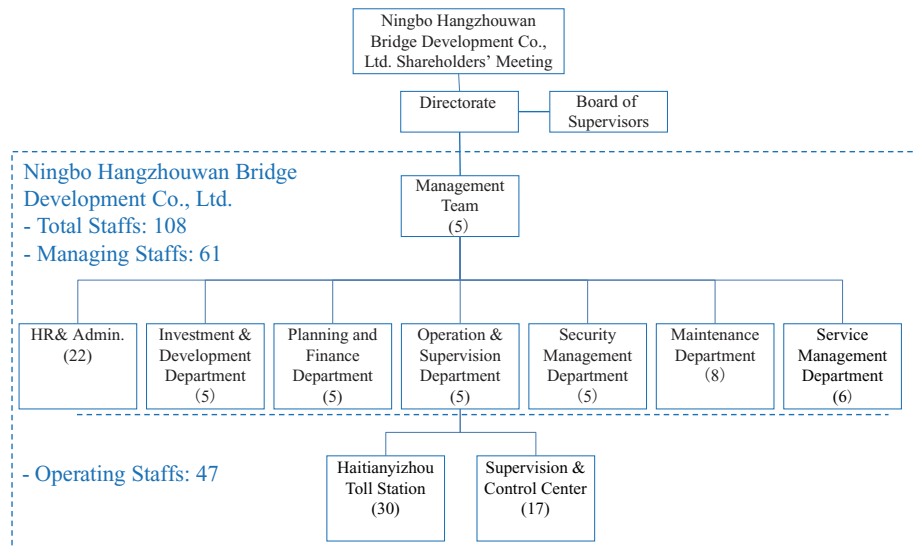 Ningbo Hangzhouwan
Bridge Development Co.,
Ltd. Shareholders’ Meeting
Directorate
Board of
Supervisors
Ningbo Hangzhouwan Bridge
Development Co., Ltd.
- Total Staffs: 108
- Managing Staffs: 61
Management
Team
(5)
HR& Admin.
(22)
Investment &
Development
Department
(5)
Planning and
Finance
Department
(5)
Operation &
Supervision
Department
(5)
Security
Management
Department
(5)
Maintenance
Department
(8)
Service
Management
Department
(6)
- Operating Staffs: 47
Haitianyizhou
Toll Station
(30)
Supervision &
Control Center
(17)